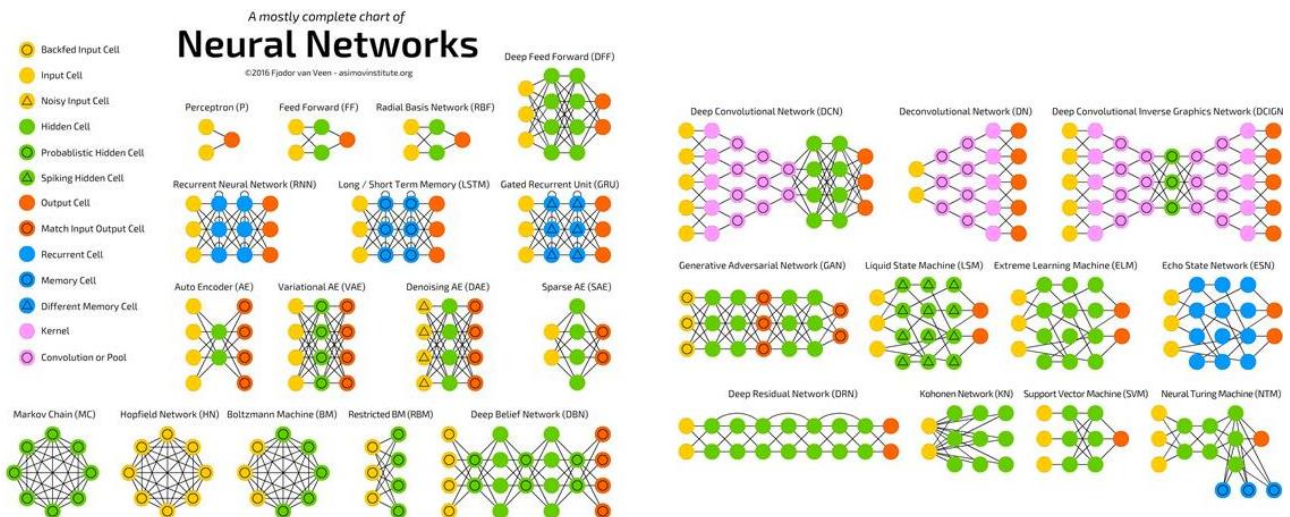 A mostly complete chart of
Neural Networks
©2016 Fjodor van Veen - asimovinstitute.org
Backfed Input Cell
Input Cell
Noisy Input Cell
Hidden Cell
Probablistic Hidden Cell
Spiking Hidden Cell
Output Cell
Match Input Output Cell
Recurrent Cell
Memory Cell
Different Memory Cell
Kernel
Convolution or Pool
Deep Feed Forward (DFF)
Perceptron (P)
Feed Forward (FF)
Radial Basis Network (RBF)
Recurrent Neural Network (RNN)
Long / Short Term Memory (LSTM)
Gated Recurrent Unit (GRU)
Auto Encoder (AE)
Variational AE (VAE)
Denoising AE (DAE)
Sparse AE (SAE)
Markov Chain (MC)
Hopfield Network (HN)
Boltzmann Machine (BM)
Restricted BM (RBM)
Deep Belief Network (DBN)
Deep Convolutional Network (DCN)
Deconvolutional Network (DN)
Deep Convolutional Inverse Graphics Network (DCIGN
Generative Adversarial Network (GAN)
Liquid State Machine (LSM)
Extreme Learning Machine (ELM)
Echo State Network (ESN)
Deep Residual Network (DRN)
Kohonen Network (KN)
Support Vector Machine (SVM)
Neural Turing Machine (NTM)